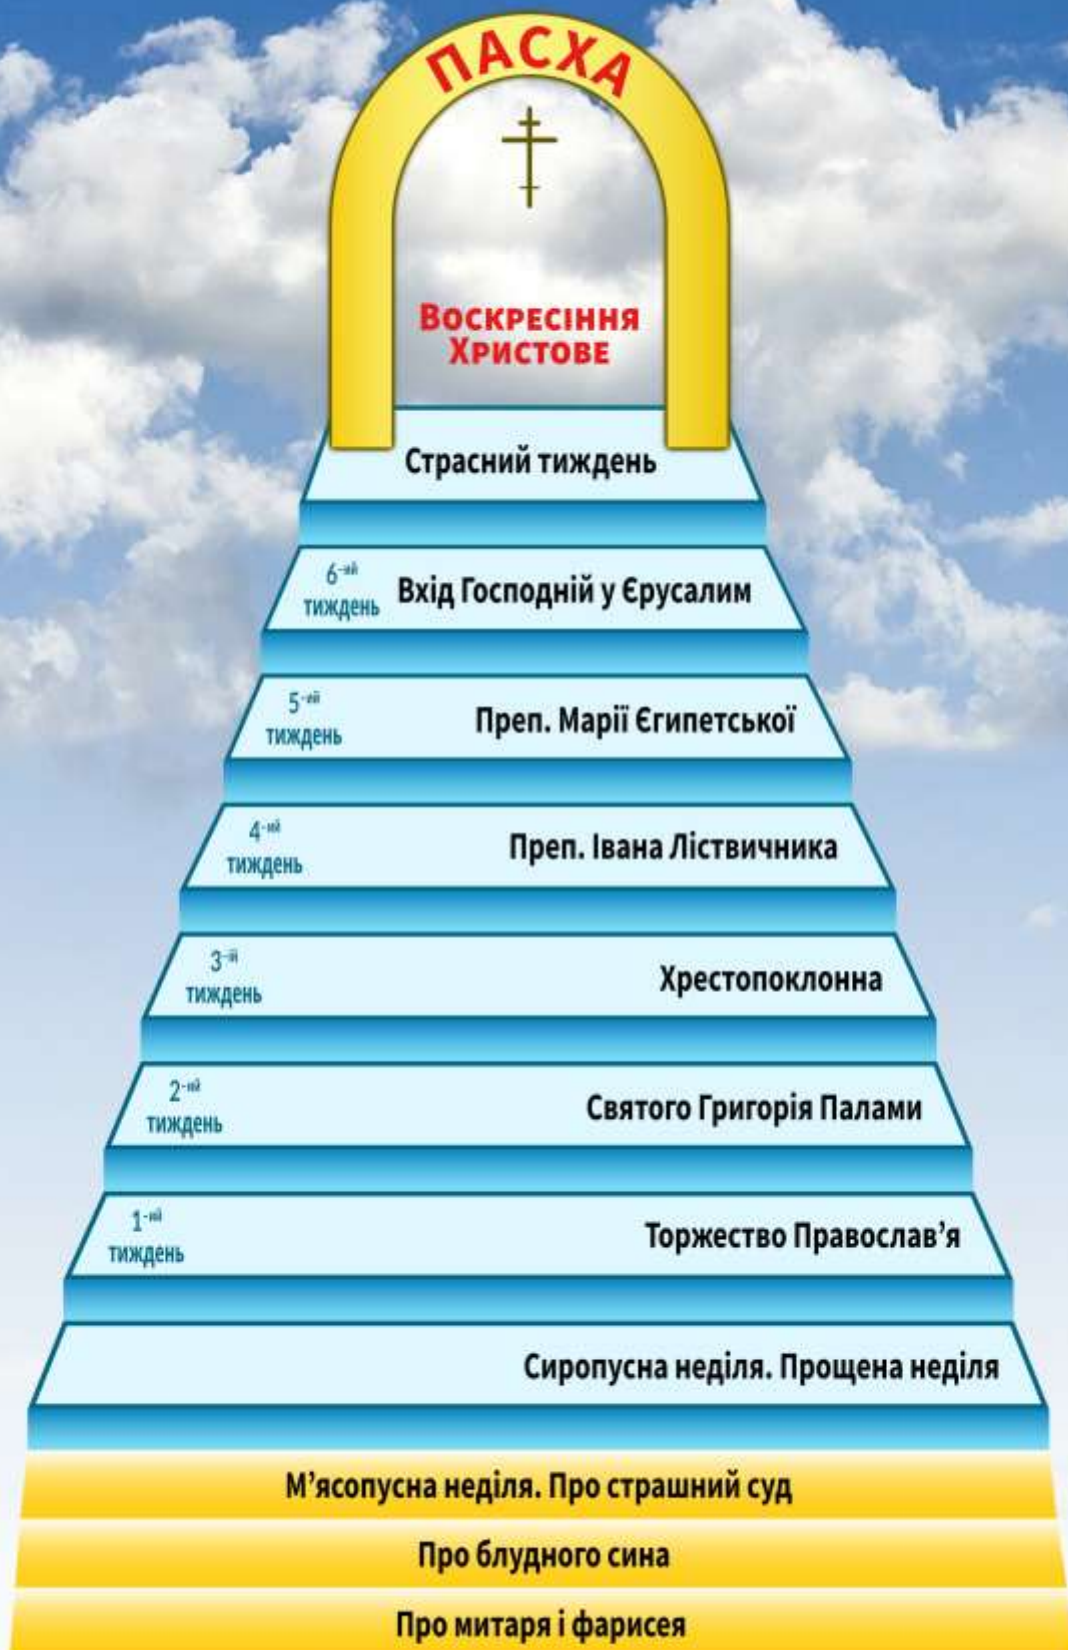 ПАСХА
ВОСКРЕСІННЯ
ХРИСТОВЕ
Страсний тиждень
6-ий
тиждень
Вхід Господній у Єрусалим
5-ий
тиждень
Преп. Марії Єгипетської
4-ий
тиждень
Преп. Івана Ліствичника
3-ій
тиждень
Хрестопоклонна
2-ий
тиждень
Святого Григорія Палами
1-ий
тиждень
Торжество Православ’я
Сиропусна неділя. Прощена неділя
М’ясопусна неділя. Про страшний суд
Про блудного сина
Про митаря і фарисея